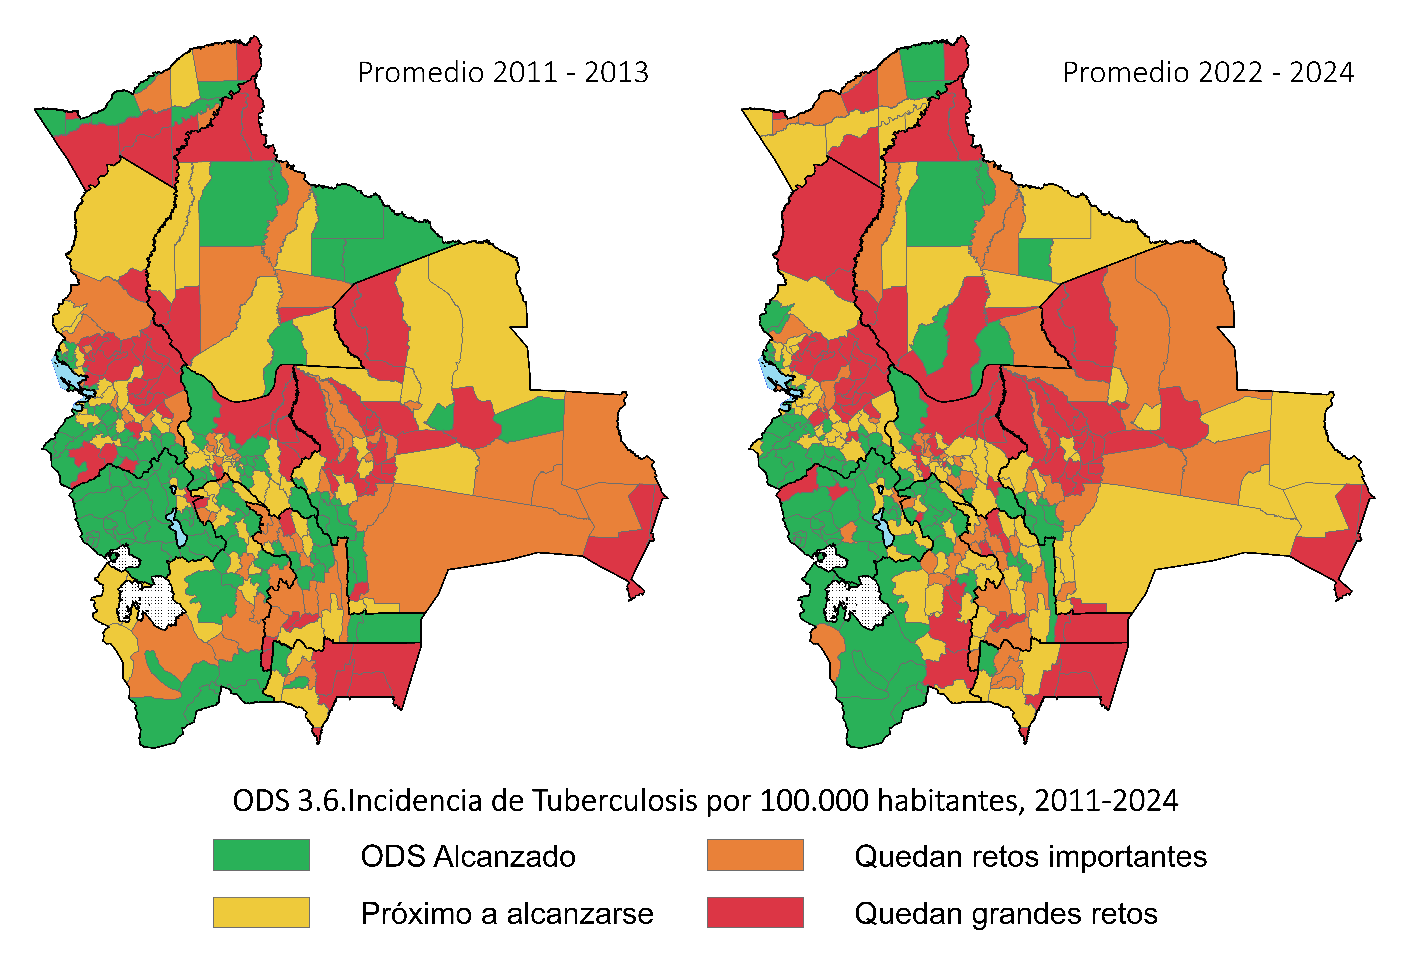 Promedio 2011 - 2013
Promedio 2022 - 2024
ODS 3.6.Incidencia de Tuberculosis por 100.000 habitantes, 2011-2024
ODS Alcanzado
Quedan retos importantes
Próximo a alcanzarse
Quedan grandes retos